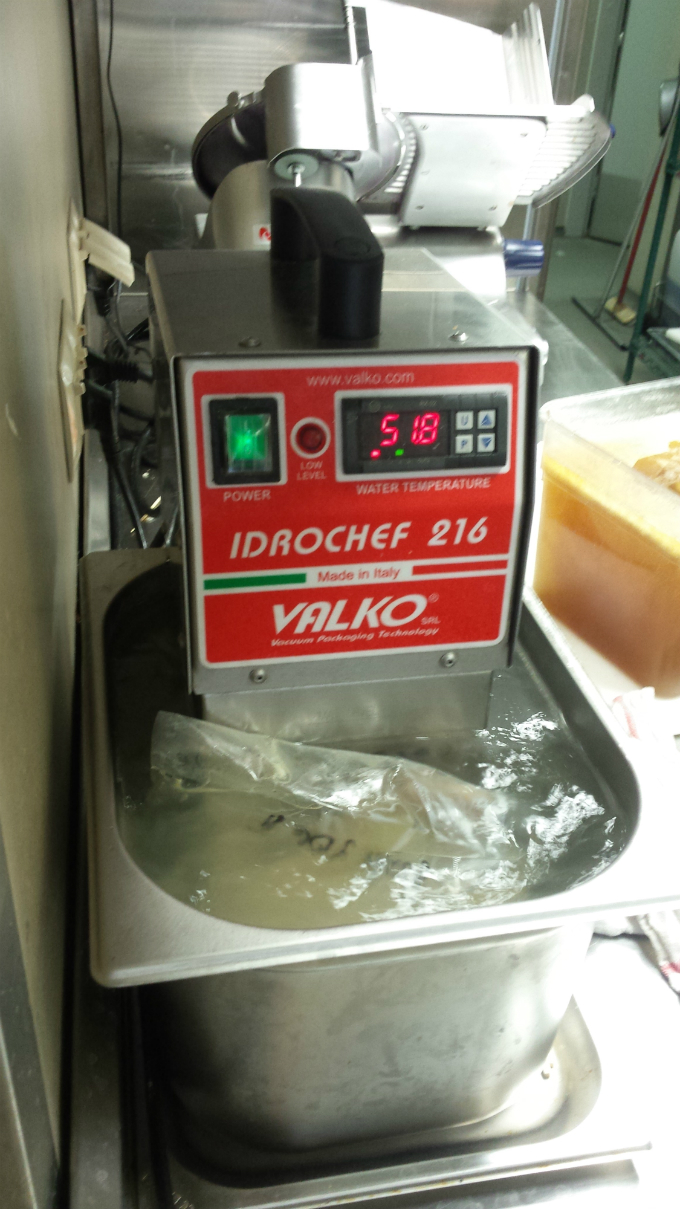 www.valko.com
51.8
U
P
LOW
LEVEL
POWER
WATER TEMPERATURE
IDROCHEF 216
Made in Italy
VALKO®
SRL
Vacuum Packaging Technology